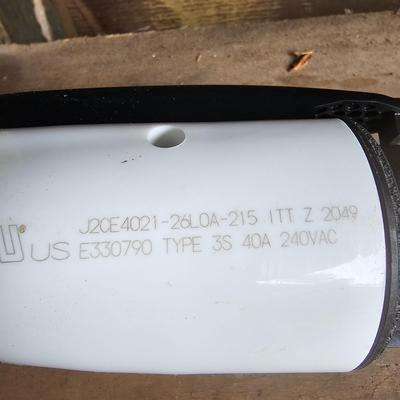 J2CE4021-26L0A-215 ITT Z 2049
US E330790 TYPE 3S 40A 240VAC